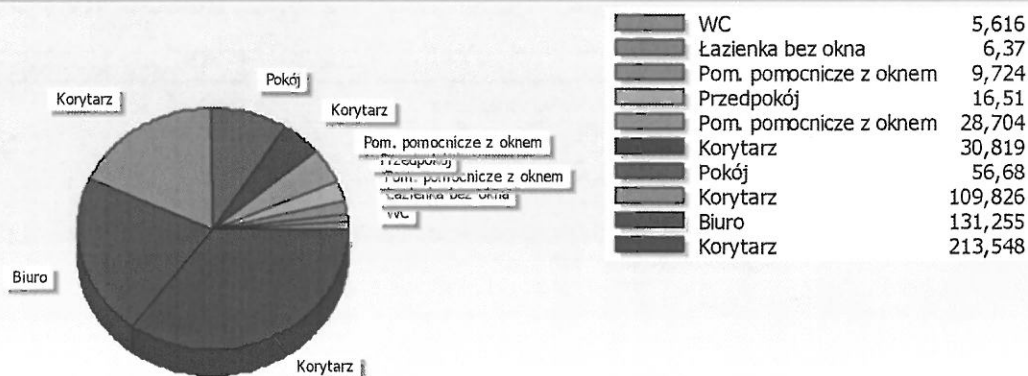 Pokój
Korytarz
Korytarz
Pom. pomocnicze z oknem
Przedpokój
Pom. pomocnicze z oknem
Łazienka bez okna
WC
Biuro
Korytarz
WC 5,616
Łazienka bez okna 6,37
Pom. pomocnicze z oknem 9,724
Przedpokój 16,51
Pom. pomocnicze z oknem 28,704
Korytarz 30,819
Pokój 56,68
Korytarz 109,826
Biuro 131,255
Korytarz 213,548